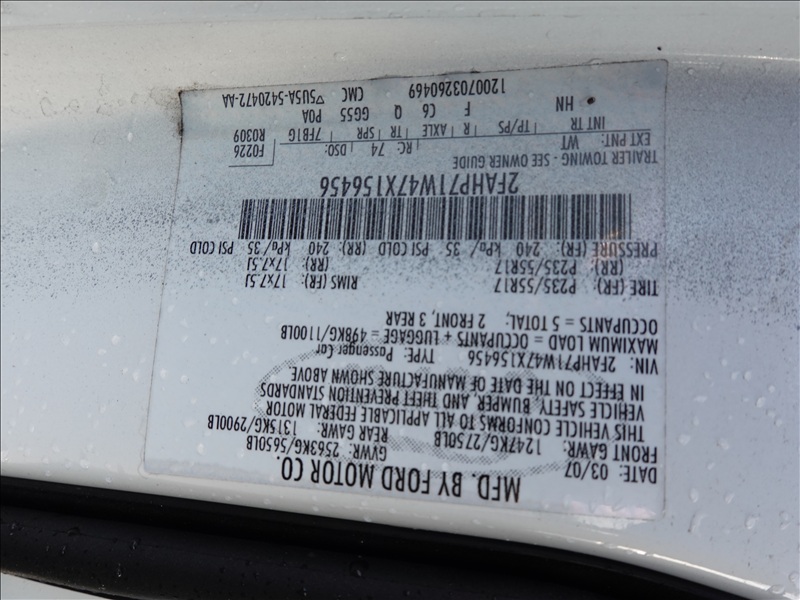 MFD. BY FORD MOTOR CO.
DATE: 03/07 GVWR: 2563KG/5650LB
FRONT GAWR: 1247KG/2750LB REAR GAWR: 1315KG/2900LB
THIS VEHICLE CONFORMS TO ALL APPLICABLE FEDERAL MOTOR
VEHICLE SAFETY, BUMPER, AND THEFT PREVENTION STANDARDS
IN EFFECT ON THE DATE OF MANUFACTURE SHOWN ABOVE.
VIN: 2FAHP71W47X156456 TYPE: Passenger Car
MAXIMUM LOAD = OCCUPANTS + LUGGAGE = 498KG/1100LB
OCCUPANTS = 5 TOTAL, 2 FRONT, 3 REAR
TIRE (FR): P235/55R17 RIMS (FR): 17x7.5J
(RR): P235/55R17 (RR): 17x7.5J
PRESSURE (FR): 240 kPa/35 PSI COLD (RR): 240 kPa/35 PSI COLD
2FAHP71W47X156456
TRAILER TOWING - SEE OWNER GUIDE
EXT PNT: WT RC: 74 DSO: F0226
INT TR TP/PS R AXLE TR SPR 7FB1G R0309
HN F C6 Q GG55 POA
1200703260469 CMC ▽5USA-5420472-AA